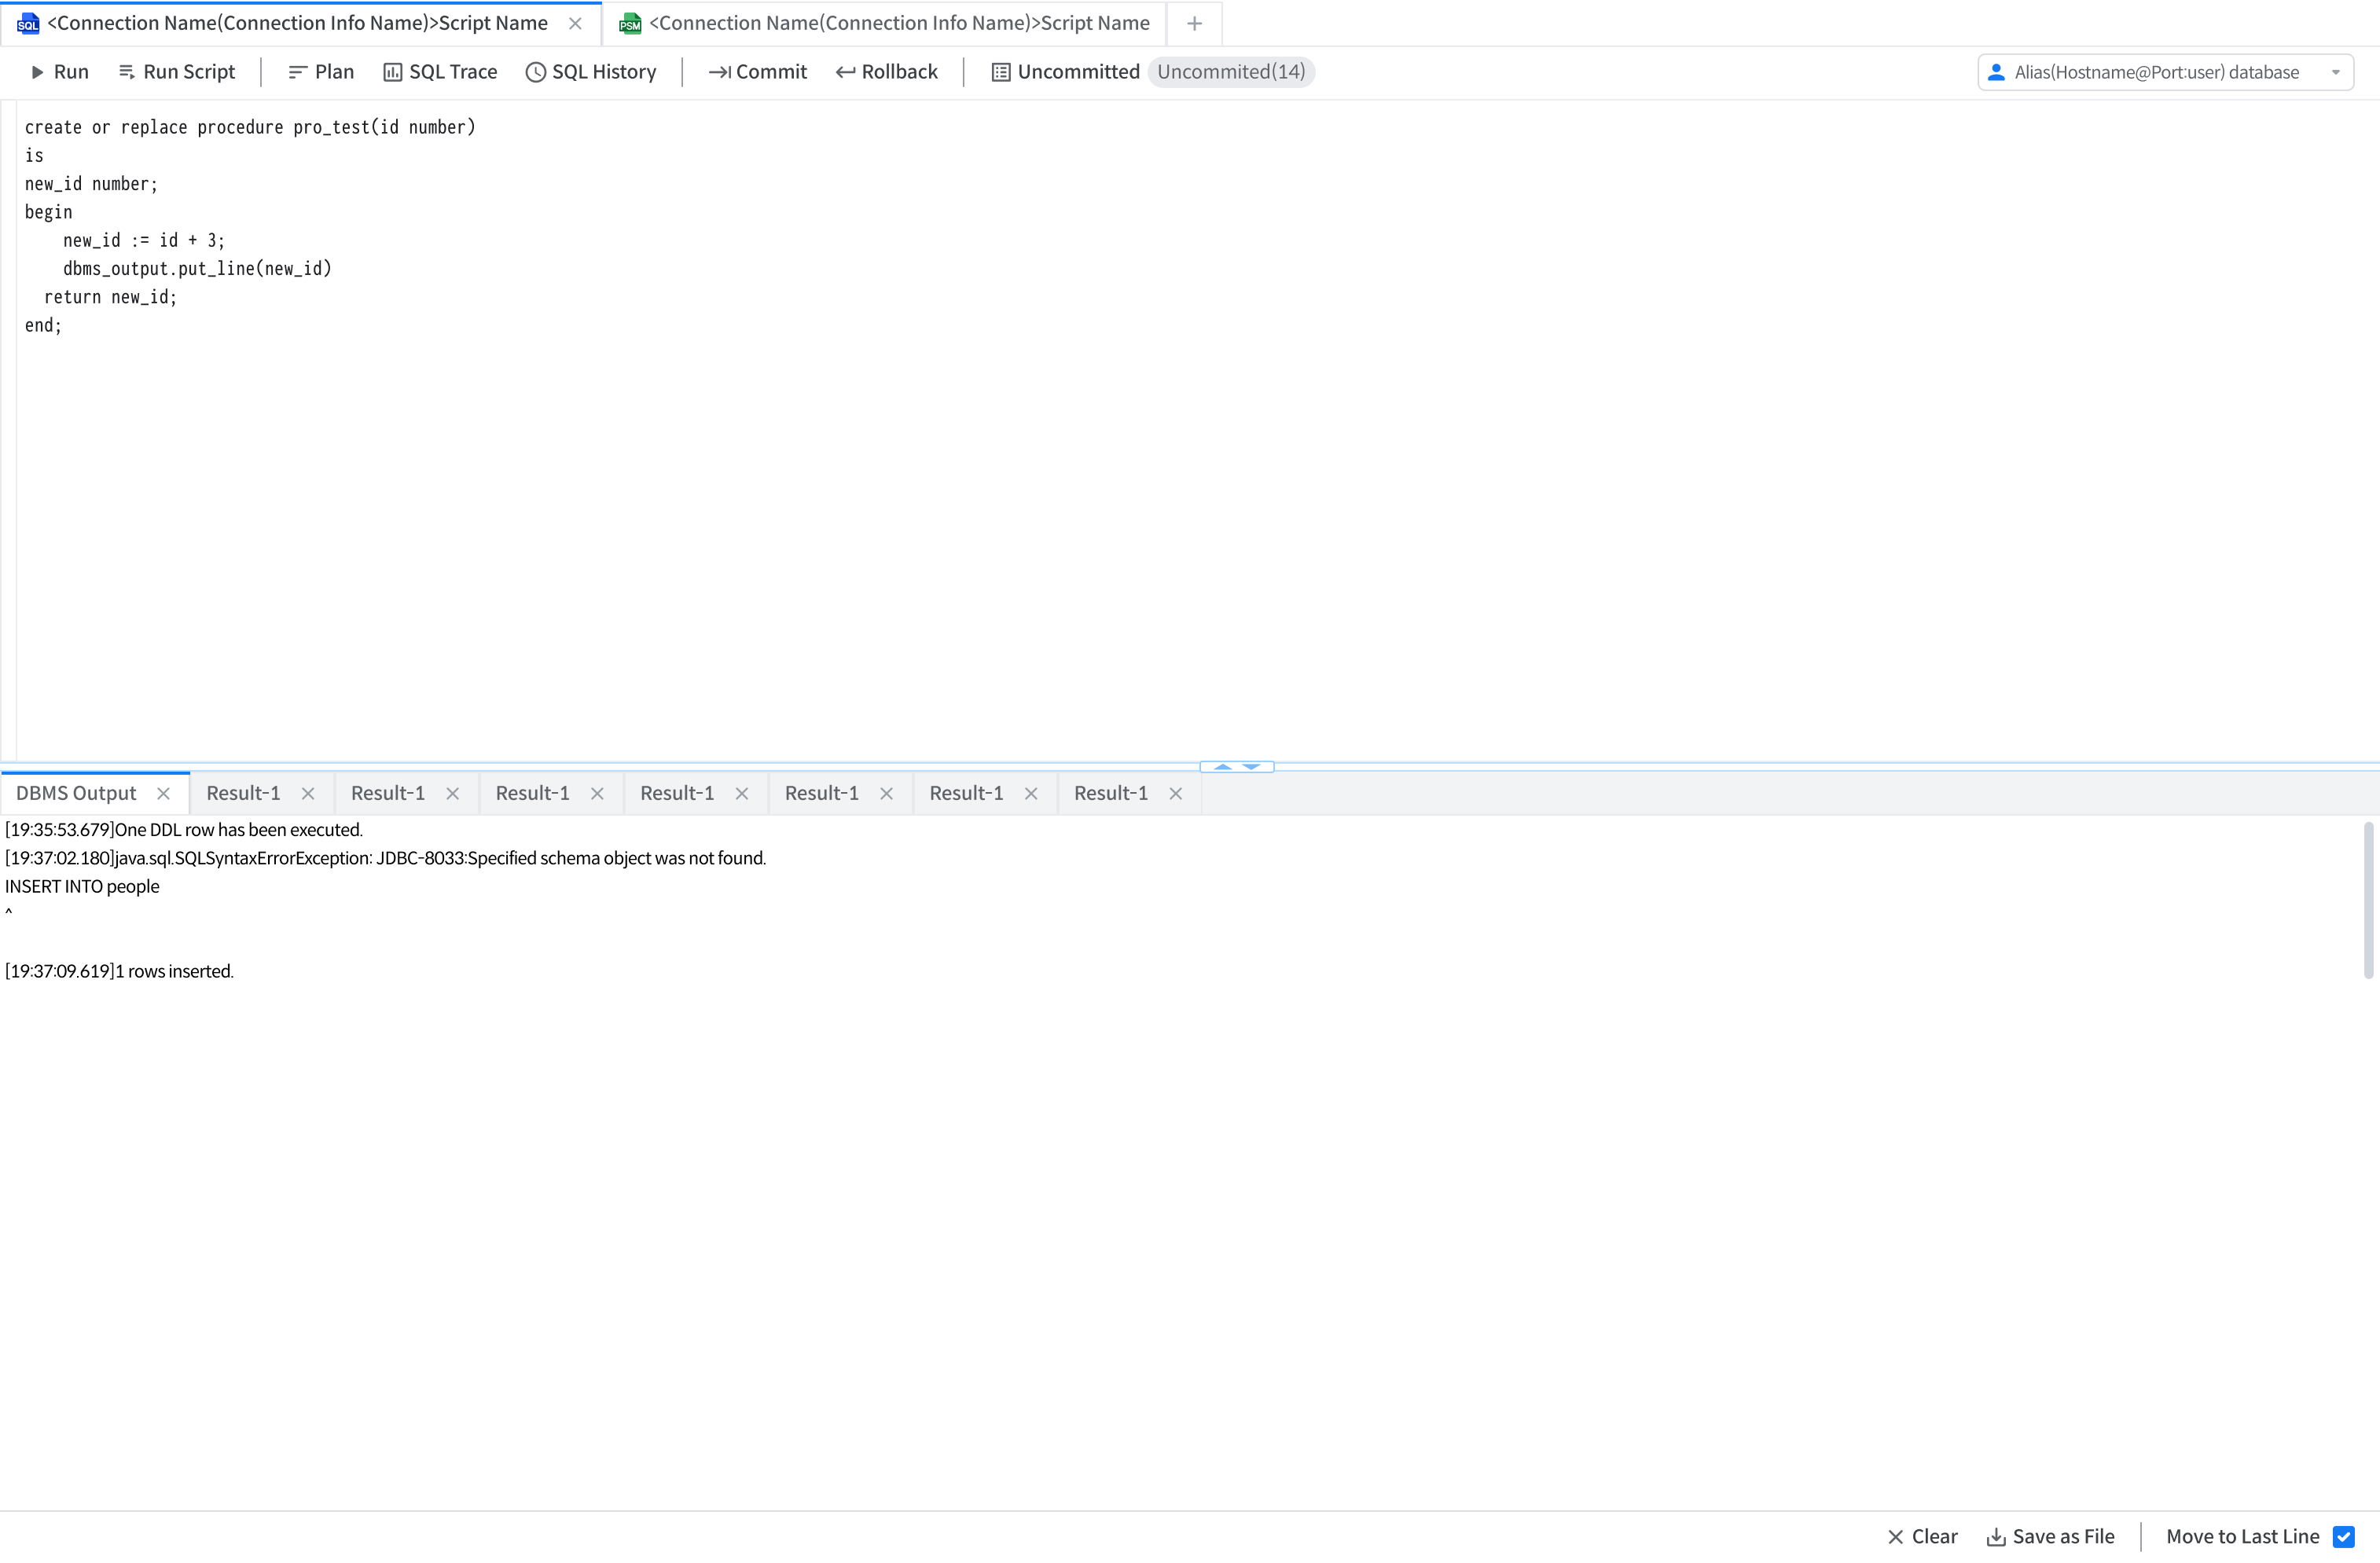 SQL <Connection Name(Connection Info Name)>Script Name PSM <Connection Name(Connection Info Name)>Script Name
Run Run Script Plan SQL Trace SQL History Commit Rollback Uncommitted Uncommited(14) Alias(Hostname@Port:user) database
create or replace procedure pro_test(id number)
is
new_id number;
begin
    new_id := id + 3;
    dbms_output.put_line(new_id)
  return new_id;
end;
DBMS Output Result-1 Result-1 Result-1 Result-1 Result-1 Result-1 Result-1
[19:35:53.679]One DDL row has been executed.
[19:37:02.180]java.sql.SQLSyntaxErrorException: JDBC-8033:Specified schema object was not found.
INSERT INTO people
^
[19:37:09.619]1 rows inserted.
Clear Save as File Move to Last Line